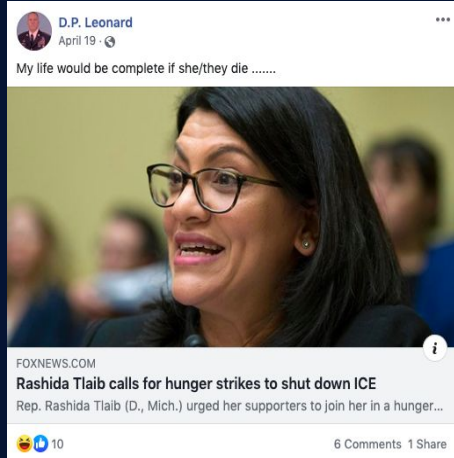 D.P. Leonard
April 19 ·
My life would be complete if she/they die .......
i
FOXNEWS.COM
Rashida Tlaib calls for hunger strikes to shut down ICE
Rep. Rashida Tlaib (D., Mich.) urged her supporters to join her in a hunger...
10 6 Comments 1 Share